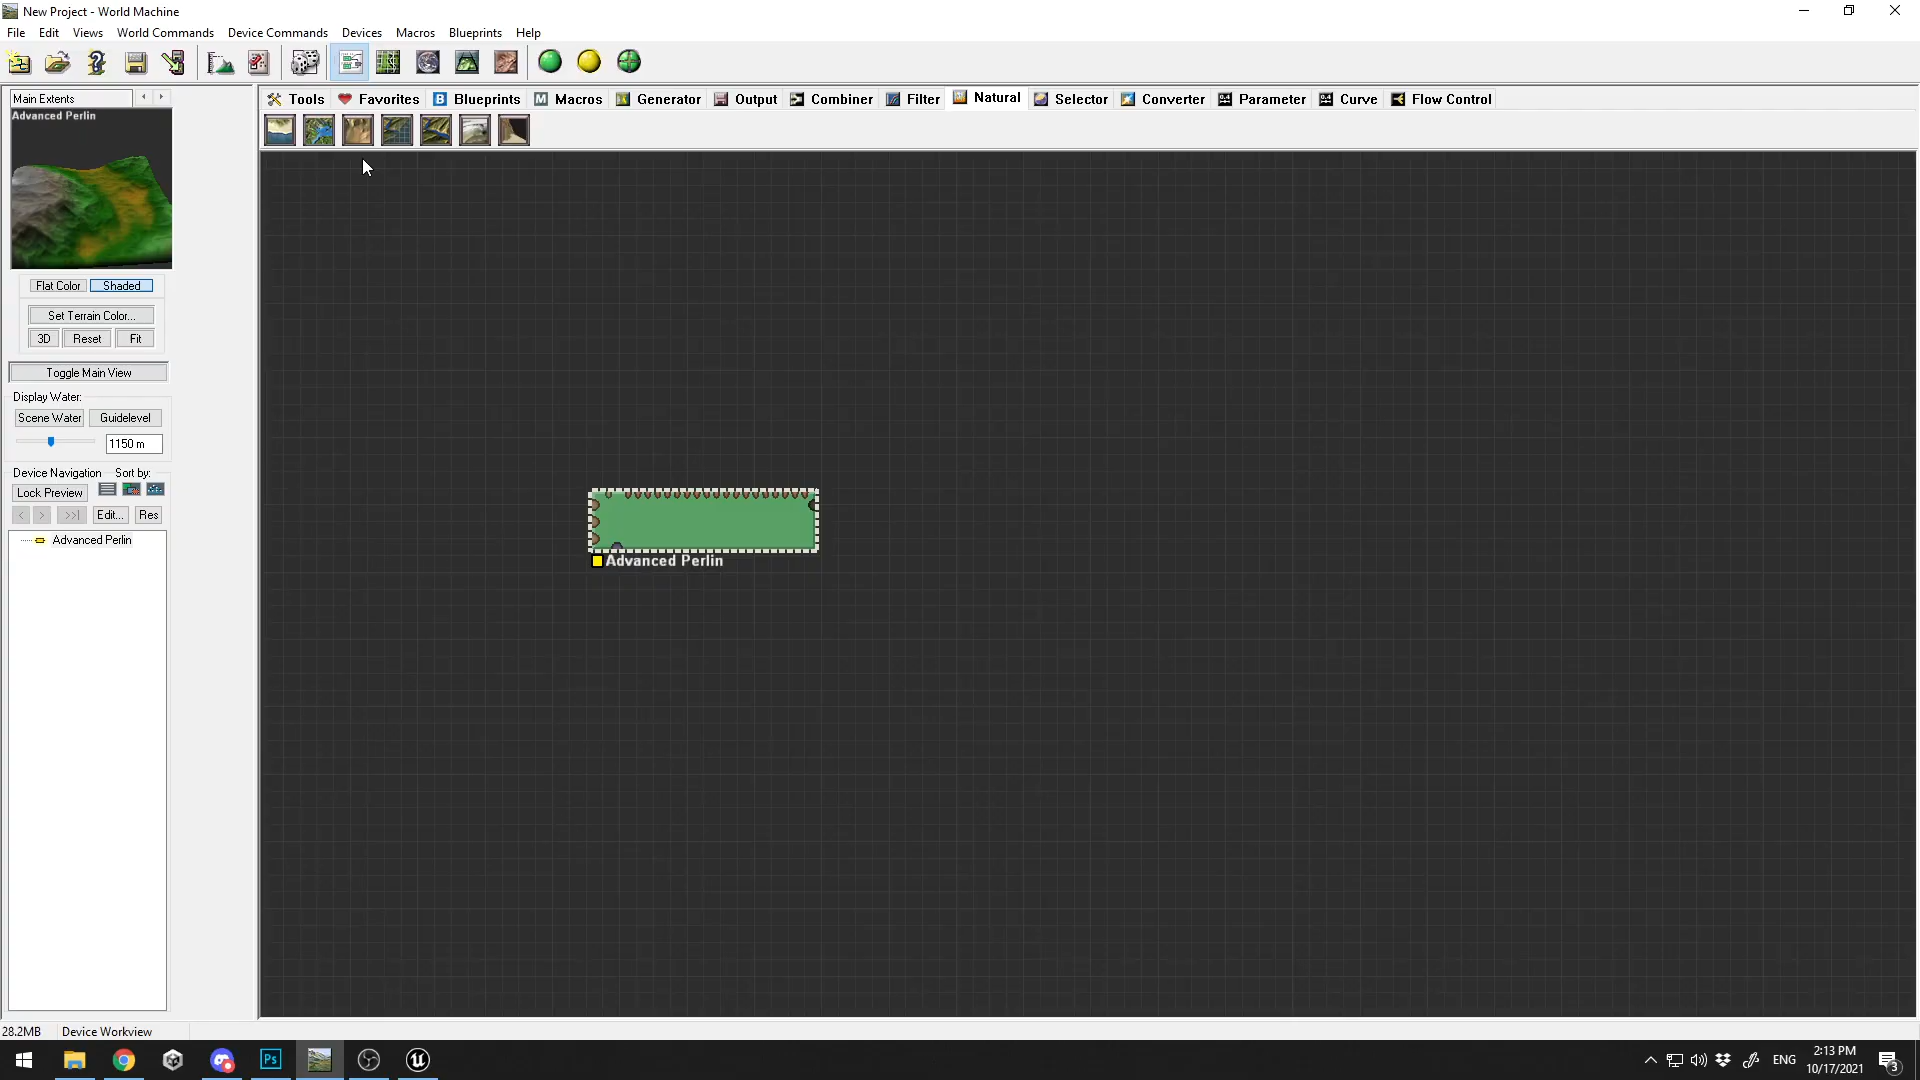 New Project - World Machine
File Edit Views World Commands Device Commands Devices Macros Blueprints Help
Main Extents
Tools Favorites Blueprints Macros Generator Output Combiner Filter Natural Selector Converter Parameter Curve Flow Control
Advanced Perlin
Flat Color Shaded
Set Terrain Color...
3D Reset Fit
Toggle Main View
Display Water:
Scene Water Guidelevel
1150 m
Device Navigation Sort by:
Lock Preview
< > >>| Edit... Res
Advanced Perlin
Advanced Perlin
28.2MB Device Workview
Ps
ENG
2:13 PM
10/17/2021
3